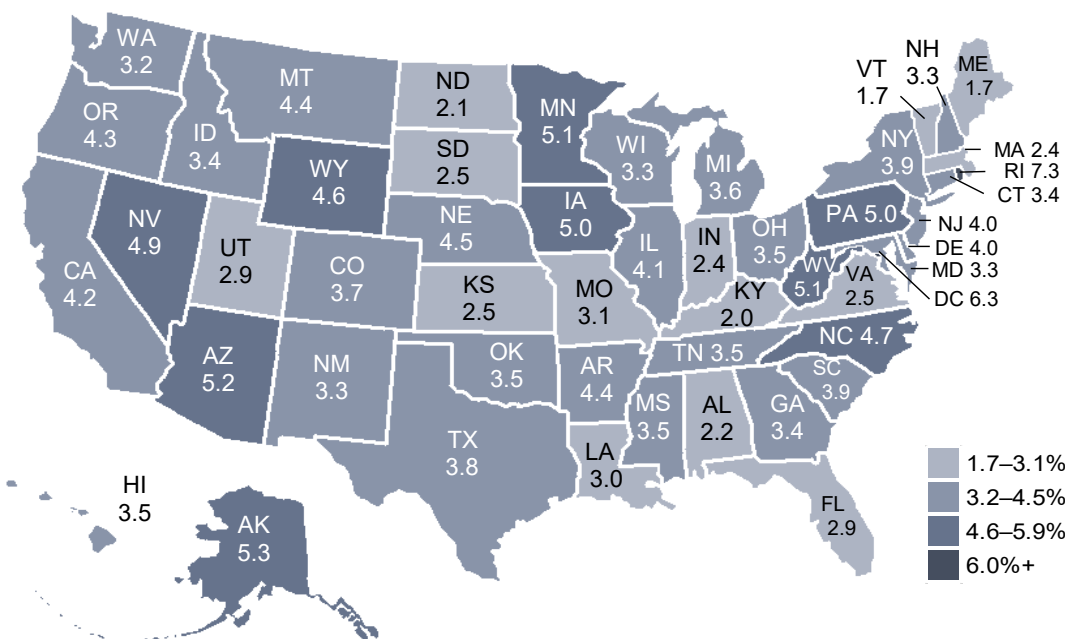 WA
3.2
OR
4.3
CA
4.2
ID
3.4
NV
4.9
MT
4.4
WY
4.6
UT
2.9
AZ
5.2
CO
3.7
NM
3.3
ND
2.1
SD
2.5
NE
4.5
KS
2.5
OK
3.5
TX
3.8
MN
5.1
IA
5.0
MO
3.1
AR
4.4
LA
3.0
WI
3.3
IL
4.1
MI
3.6
IN
2.4
OH
3.5
KY
2.0
TN 3.5
MS
3.5
AL
2.2
GA
3.4
FL
2.9
SC
3.9
NC 4.7
VA
2.5
WV
5.1
PA 5.0
NY
3.9
VT
1.7
NH
3.3
ME
1.7
MA 2.4
RI 7.3
CT 3.4
NJ 4.0
DE 4.0
MD 3.3
DC 6.3
HI
3.5
AK
5.3
1.7–3.1%
3.2–4.5%
4.6–5.9%
6.0%+